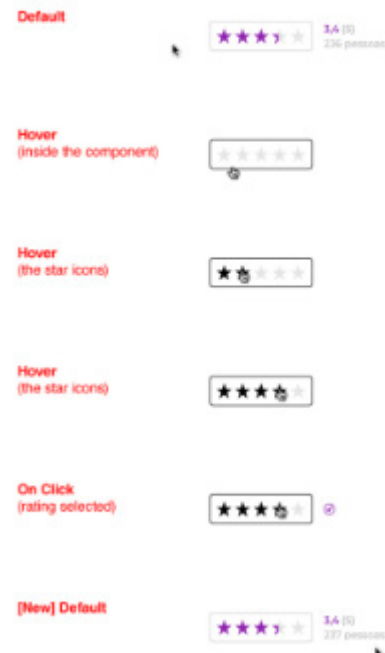 Default
3,4 (5)
236 pessoas
Hover
(inside the component)
Hover
(the star icons)
Hover
(the star icons)
On Click
(rating selected)
[New] Default
3,4 (5)
237 pessoas